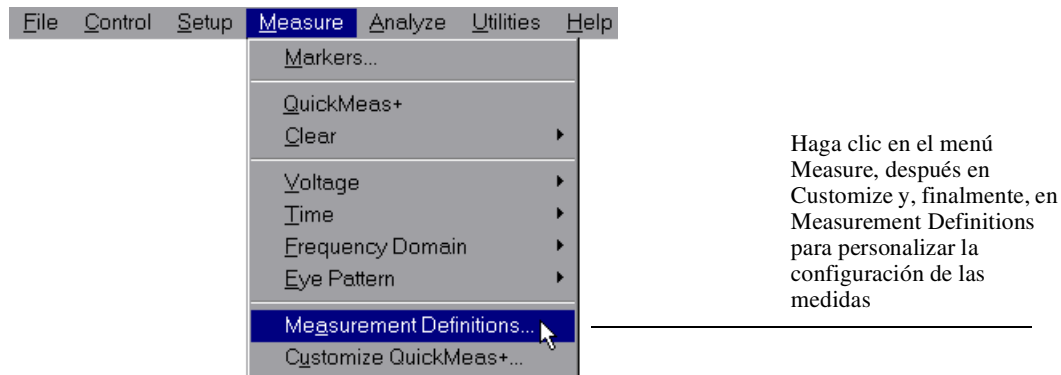 File Control Setup Measure Analyze Utilities Help
Markers...
QuickMeas+
Clear
Voltage
Time
Frequency Domain
Eye Pattern
Measurement Definitions...
Customize QuickMeas+...
Haga clic en el menú
Measure, después en
Customize y, finalmente, en
Measurement Definitions
para personalizar la
configuración de las
medidas